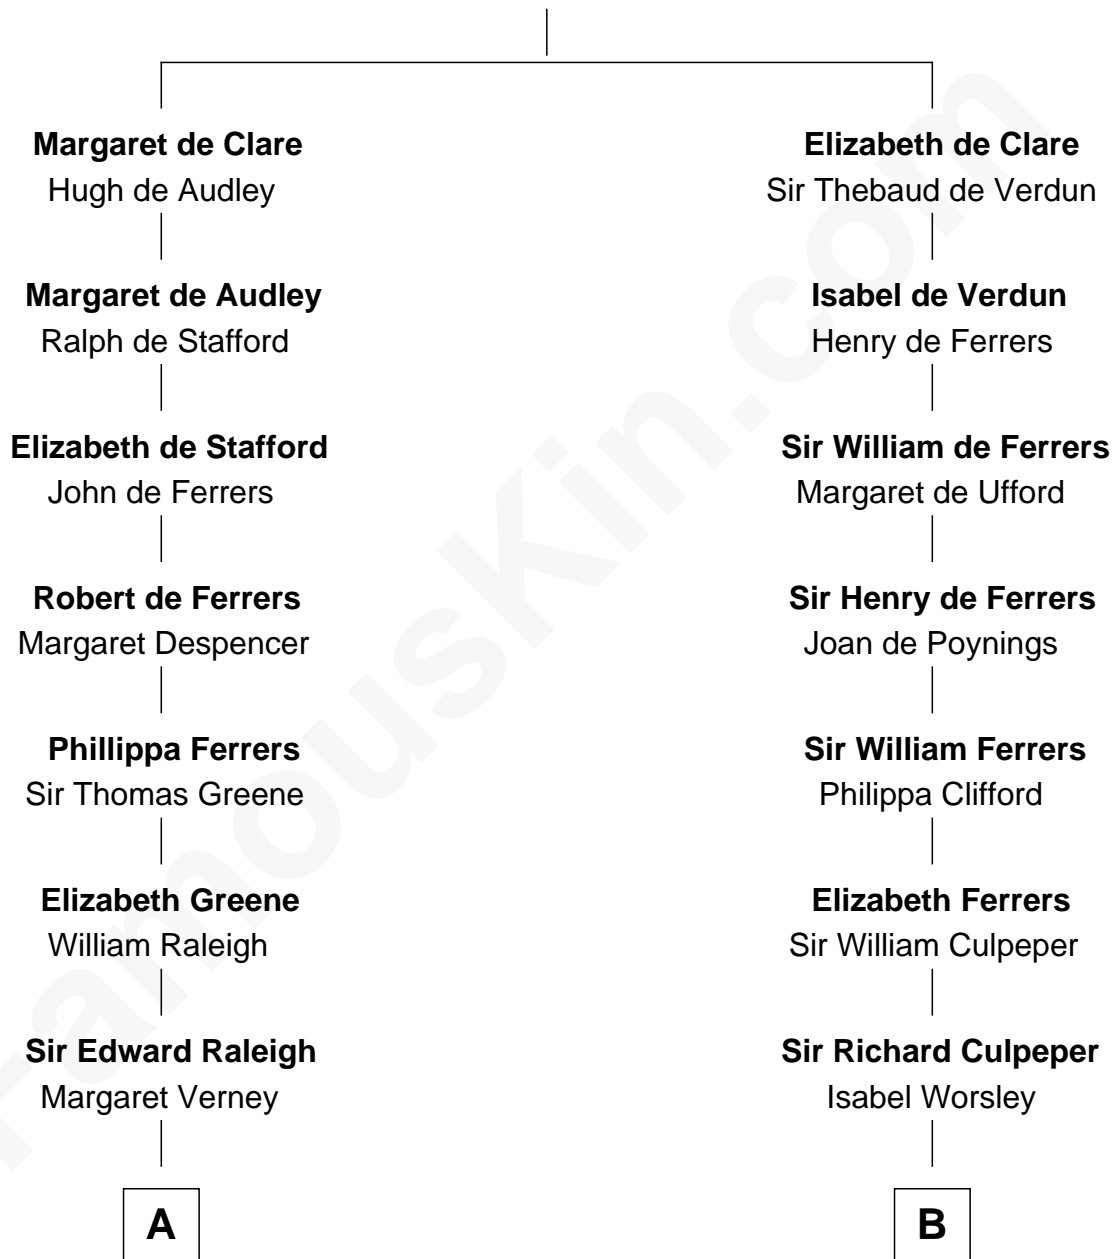 Margaret de Clare
Hugh de Audley
Margaret de Audley
Ralph de Stafford
Elizabeth de Stafford
John de Ferrers
Robert de Ferrers
Margaret Despencer
Phillippa Ferrers
Sir Thomas Greene
Elizabeth Greene
William Raleigh
Sir Edward Raleigh
Margaret Verney
A
Elizabeth de Clare
Sir Thebaud de Verdun
Isabel de Verdun
Henry de Ferrers
Sir William de Ferrers
Margaret de Ufford
Sir Henry de Ferrers
Joan de Poynings
Sir William Ferrers
Philippa Clifford
Elizabeth Ferrers
Sir William Culpeper
Sir Richard Culpeper
Isabel Worsley
B
FamousKin.com